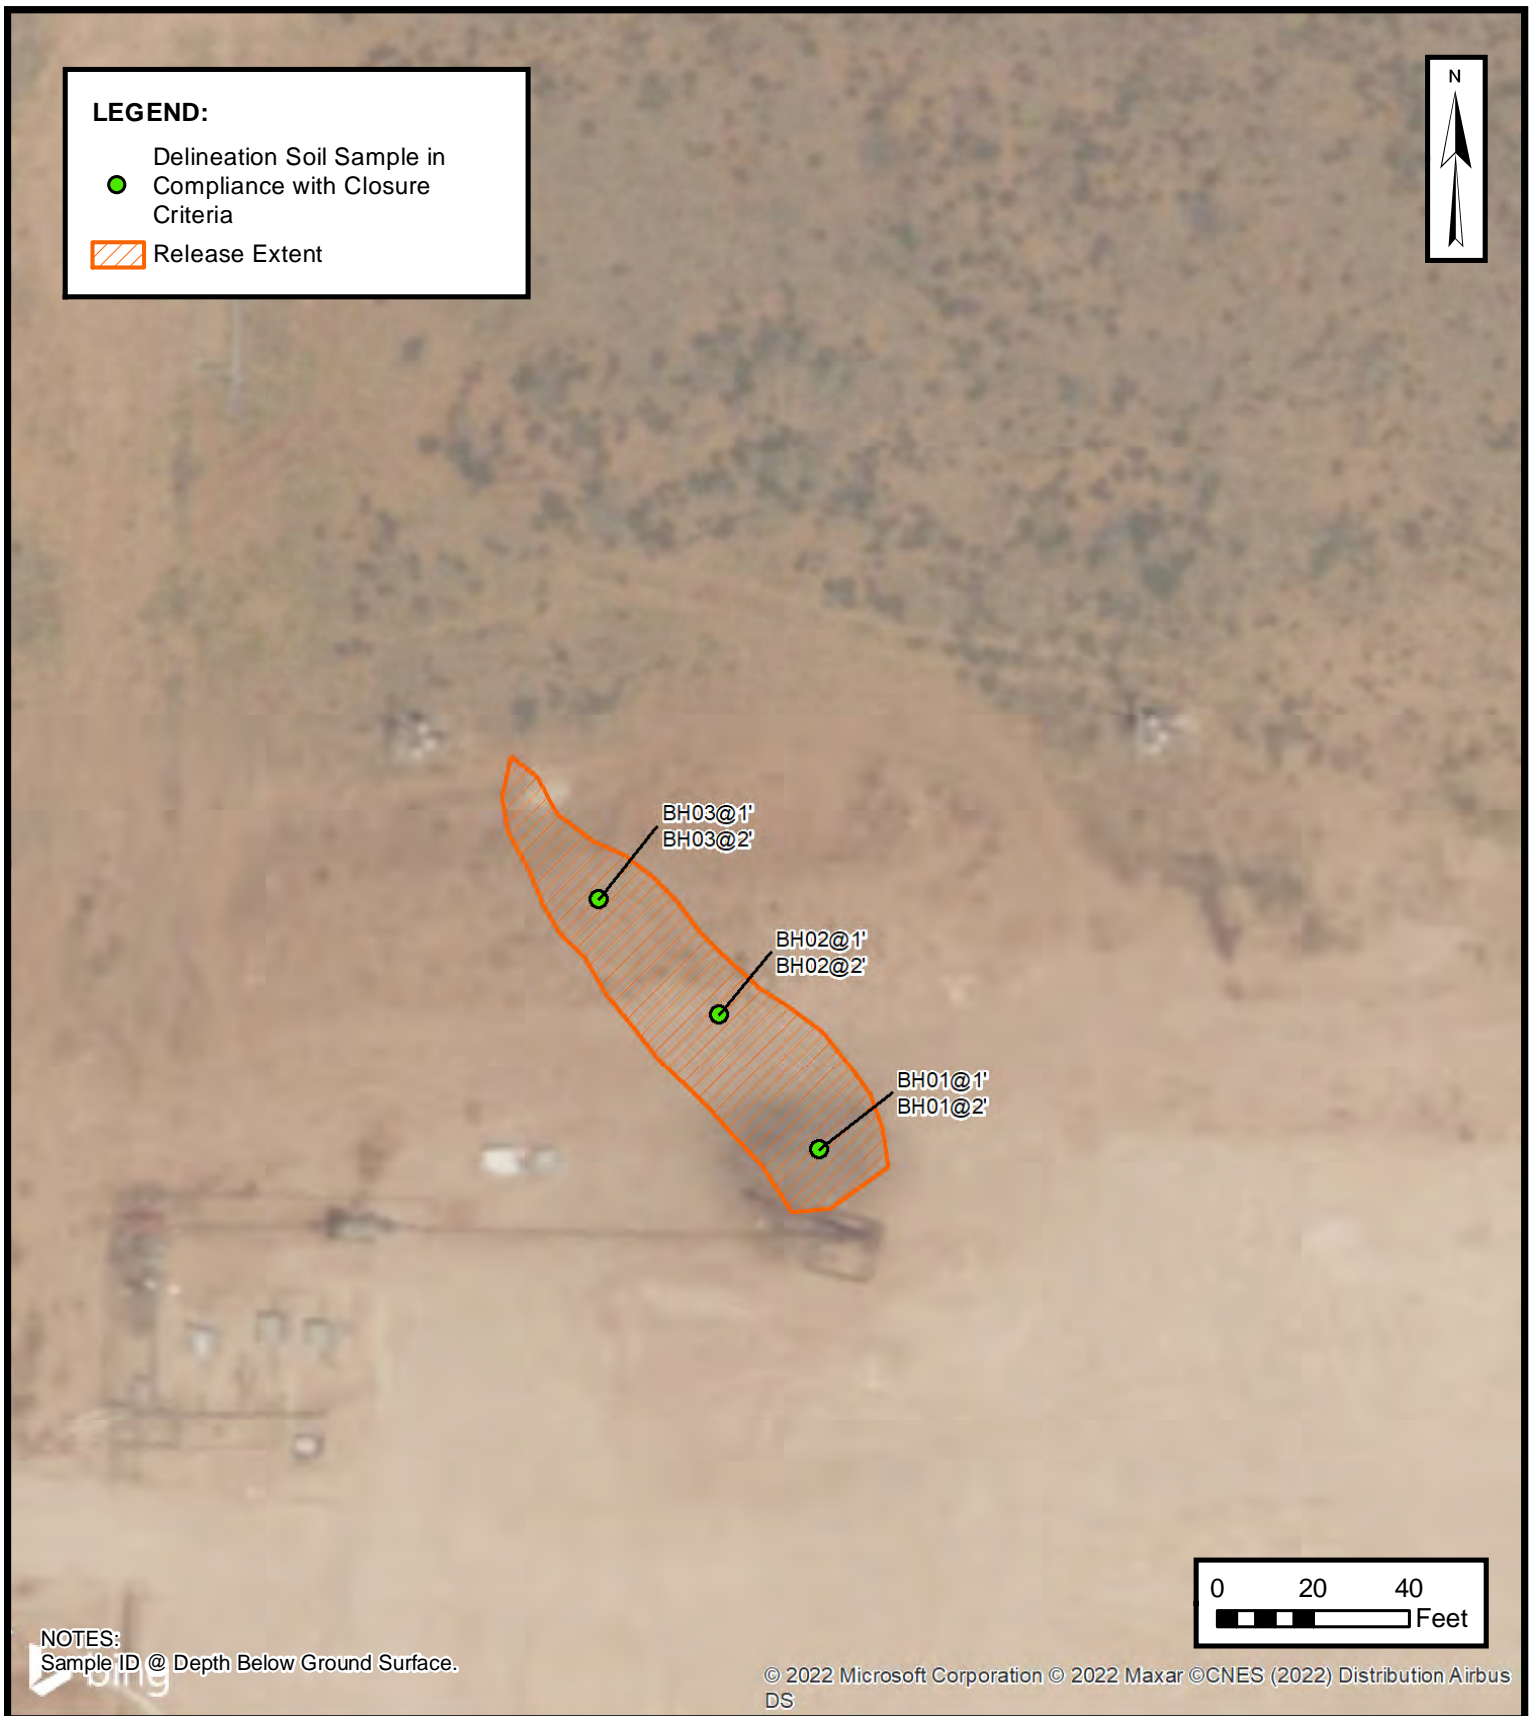 LEGEND:
Delineation Soil Sample in
Compliance with Closure
Criteria
Release Extent
N
BH03@1'
BH03@2'
BH02@1'
BH02@2'
BH01@1'
BH01@2'
0 20 40
Feet
NOTES:
Sample ID @ Depth Below Ground Surface.
bing
© 2022 Microsoft Corporation © 2022 Maxar ©CNES (2022) Distribution Airbus
DS